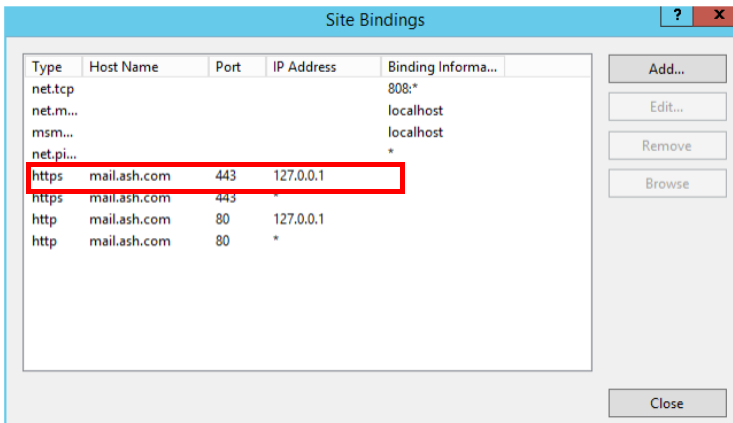 Site Bindings
? x
Type Host Name Port IP Address Binding Informa...
net.tcp 808:*
net.m... localhost
msm... localhost
net.pi... *
https mail.ash.com 443 127.0.0.1
https mail.ash.com 443 *
http mail.ash.com 80 127.0.0.1
http mail.ash.com 80 *
Add...
Edit...
Remove
Browse
Close